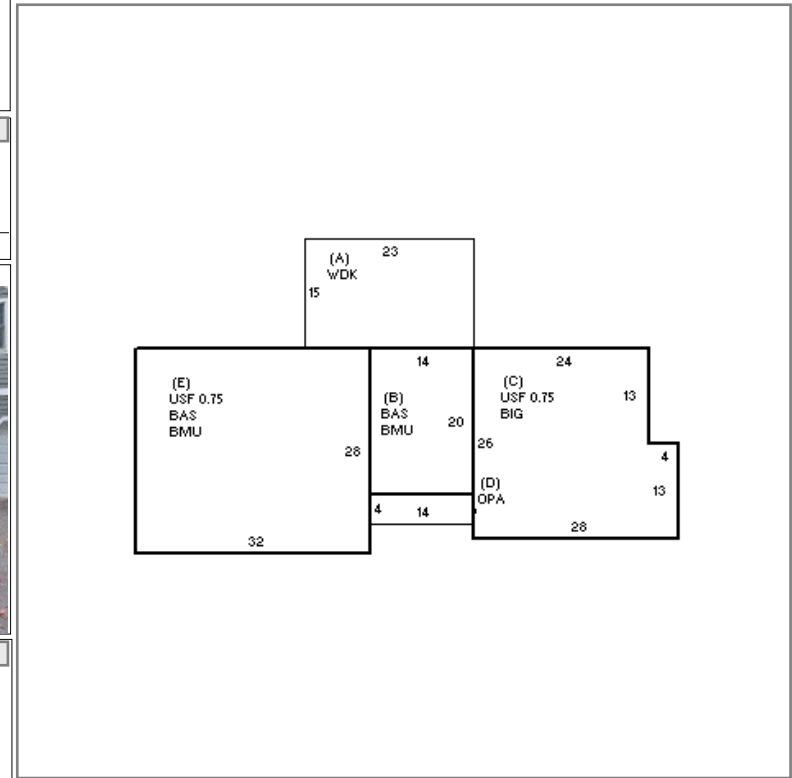 23
(A)
WDK
15
14
24
(E)
USF 0.75
BAS
BMU
(B)
BAS
BMU
(C)
USF 0.75
BIG
13
20
26
28
4
(D)
OPA
13
4
14
28
32